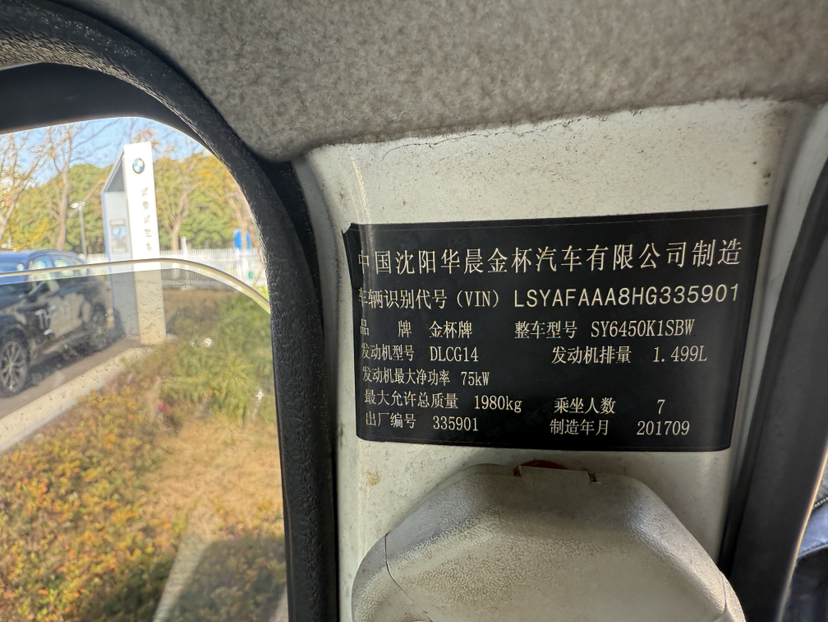 中国沈阳华晨金杯汽车有限公司制造
车辆识别代号(VIN) LSYAFAAA8HG335901
品 牌 金杯牌 整车型号 SY6450K1SBW
发动机型号 DLCG14 发动机排量 1.499L
发动机最大净功率 75kW
最大允许总质量 1980kg 乘坐人数 7
出厂编号 335901 制造年月 201709